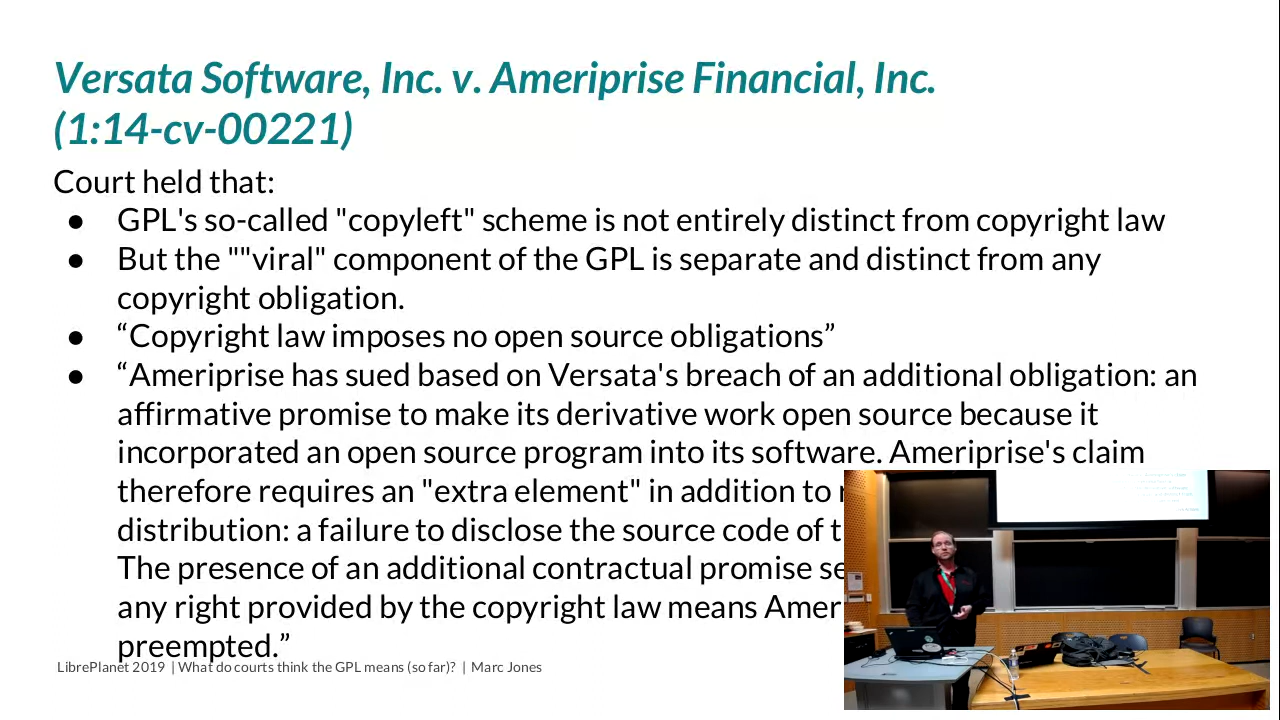 Versata Software, Inc. v. Ameriprise Financial, Inc.
(1:14-cv-00221)
Court held that:
● GPL's so-called "copyleft" scheme is not entirely distinct from copyright law
● But the ""viral" component of the GPL is separate and distinct from any
copyright obligation.
● “Copyright law imposes no open source obligations”
● “Ameriprise has sued based on Versata's breach of an additional obligation: an
affirmative promise to make its derivative work open source because it
incorporated an open source program into its software. Ameriprise's claim
therefore requires an "extra element" in addition to
distribution: a failure to disclose the source code of
The presence of an additional contractual promise
any right provided by the copyright law means
preempted.”
LibrePlanet 2019 | What do courts think the GPL means (so far)? | Marc Jones